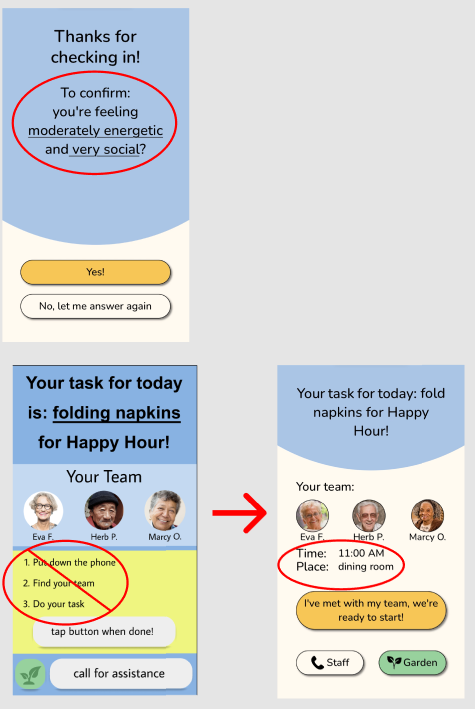 Thanks for
checking in!
To confirm:
you're feeling
moderately energetic
and very social?
Yes!
No, let me answer again
Your task for today
is: folding napkins
for Happy Hour!
Your Team
Eva F.
Herb P.
Marcy O.
1. Put down the phone
2. Find your team
3. Do your task
tap button when done!
call for assistance
Your task for today: fold
napkins for Happy
Hour!
Your team:
Eva F.
Herb P.
Marcy O.
Time: 11:00 AM
Place: dining room
I've met with my team, we're
ready to start!
Staff
Garden